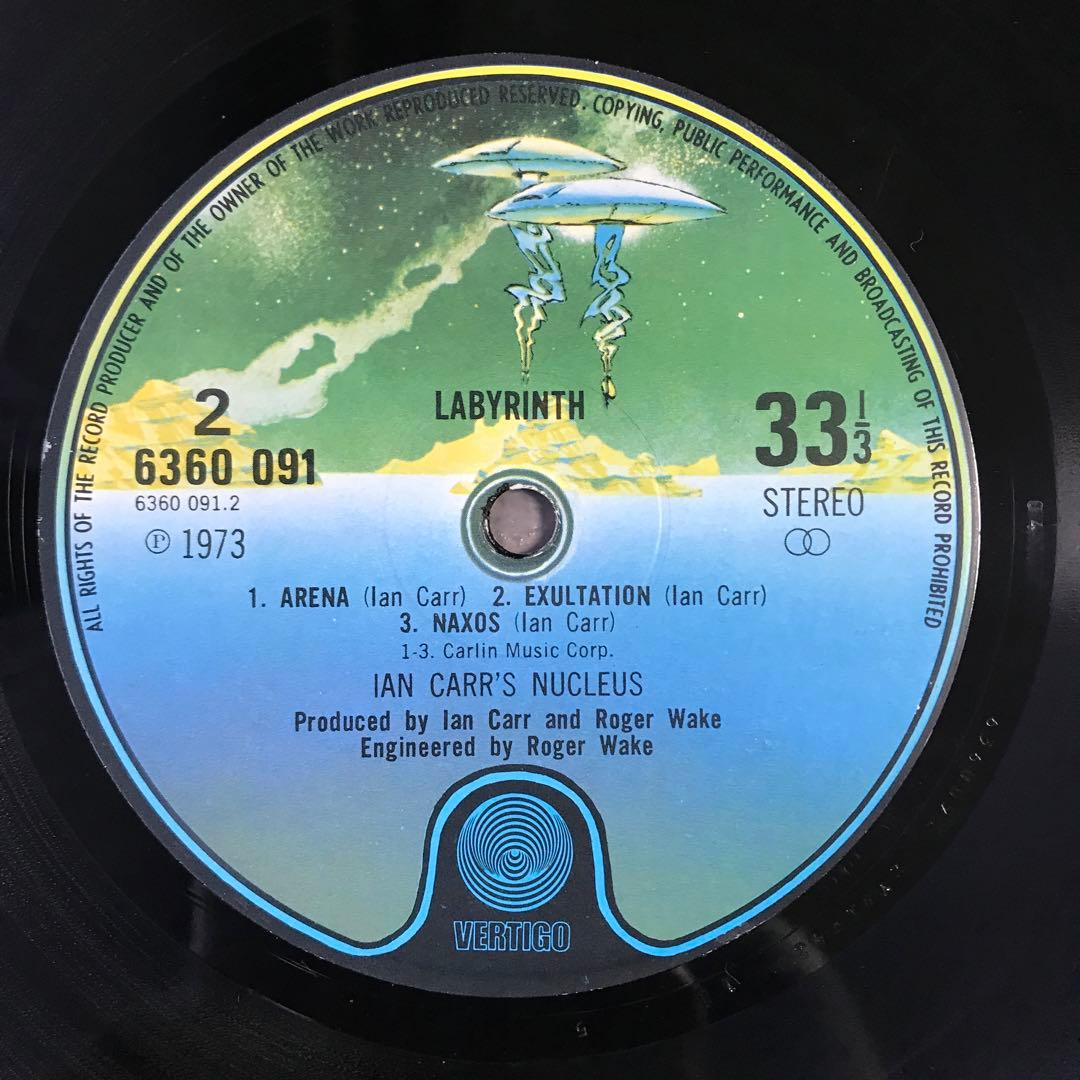 ALL RIGHTS OF THE RECORD PRODUCER AND OF THE OWNER OF THE WORK REPRODUCED RESERVED. COPYING, PUBLIC PERFORMANCE AND BROADCASTING OF THIS RECORD PROHIBITED
LABYRINTH
2
6360 091
6360 091.2
Ⓟ 1973
33 1/3
STEREO
1. ARENA (Ian Carr) 2. EXULTATION (Ian Carr)
3. NAXOS (Ian Carr)
1-3. Carlin Music Corp.
IAN CARR'S NUCLEUS
Produced by Ian Carr and Roger Wake
Engineered by Roger Wake
VERTIGO